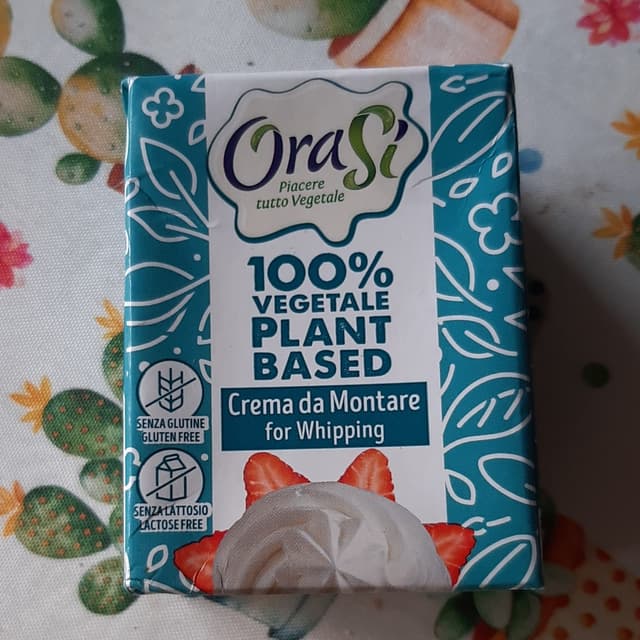 OraSì
Piacere
tutto Vegetale
100%
VEGETALE
PLANT
BASED
Crema da Montare
for Whipping
SENZA GLUTINE
GLUTEN FREE
SENZA LATTOSIO
LACTOSE FREE